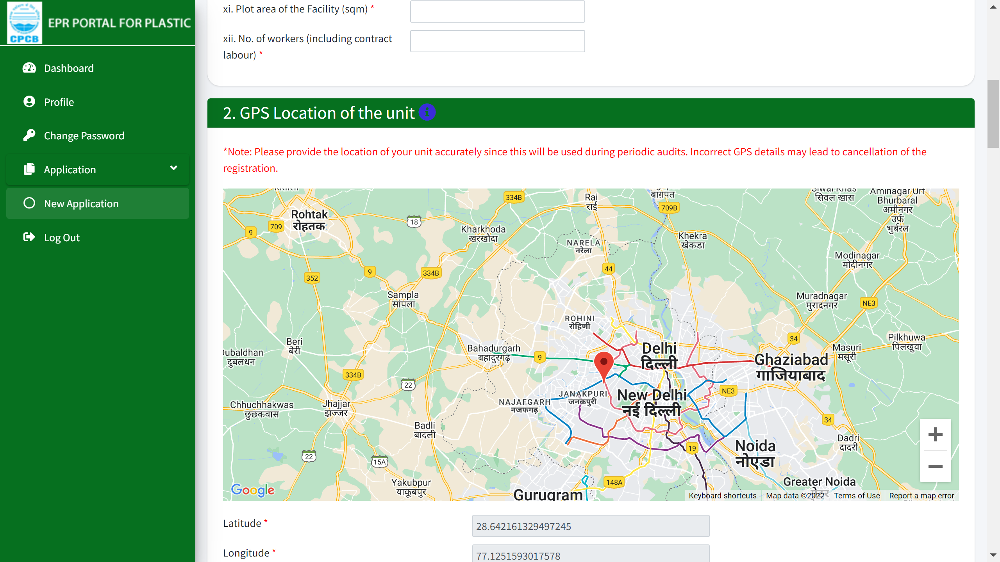 CPCB
EPR PORTAL FOR PLASTIC
Dashboard
Profile
Change Password
Application
New Application
Log Out
xi. Plot area of the Facility (sqm) *
xii. No. of workers (including contract
labour) *
2. GPS Location of the unit
*Note: Please provide the location of your unit accurately since this will be used during periodic audits. Incorrect GPS details may lead to cancellation of the
registration.
334B
Rai
राई
बाग़पत
709B
सिवल खास
Aminagar Urf
Bhurbaral
अमीनगर
उर्फ़
भुर्बरल
Rohtak
रोहतक
709
9
18
Kharkhoda
खरखौदा
NARELA
नरेला
Khekra
खेकडा
Modinagar
मोदीनगर
352
9
334B
44
Sampla
सांपला
Muradnagar
मुरादनगर
NE3
ROHINI
रोहिणी
Beri
बेरी
दुबलधन
Bahadurgarh
बहादुरगढ़
9
Delhi
दिल्ली
34
Ghaziabad
गाजियाबाद
Masuri
मसूरी
Pilkhuwa
पिलखुवा
334B
22
JANAKPURI
जनकपुरी
NAJAFGARH
नजफगढ़
New Delhi
नई दिल्ली
NE3
Chhuchhakwas
छुछकवास
Jhajjar
झज्जर
Badli
बादली
34
Dadri
दादरी
22
15A
19
Noida
नोएडा
Yakubpur
याकूबपुर
148A
Gurugram
Greater Noida
Google
Keyboard shortcuts
Map data ©2022
Terms of Use
Report a map error
Latitude *
28.642161329497245
Longitude *
77.1251593017578